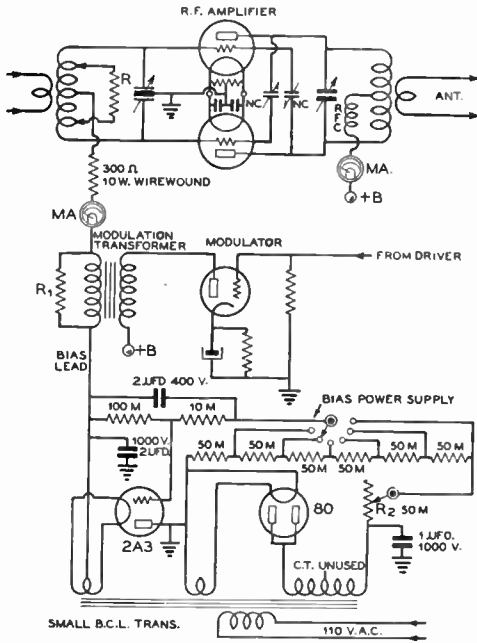 R.F. AMPLIFIER
R
NC
NC
RFC
ANT.
MA.
+B
300 Ω
10 W. WIREWOUND
MA
MODULATION
TRANSFORMER
MODULATOR
FROM DRIVER
R1
+B
BIAS
LEAD
2 UFD 400 V.
BIAS POWER SUPPLY
100 M
10 M
50 M
50 M
50 M
50 M
50 M
50 M
1000 V.
2 UFD.
2A3
80
R2 50 M
1 UFD.
1000 V.
C.T. UNUSED
SMALL B.C.L. TRANS.
110 V.A.C.